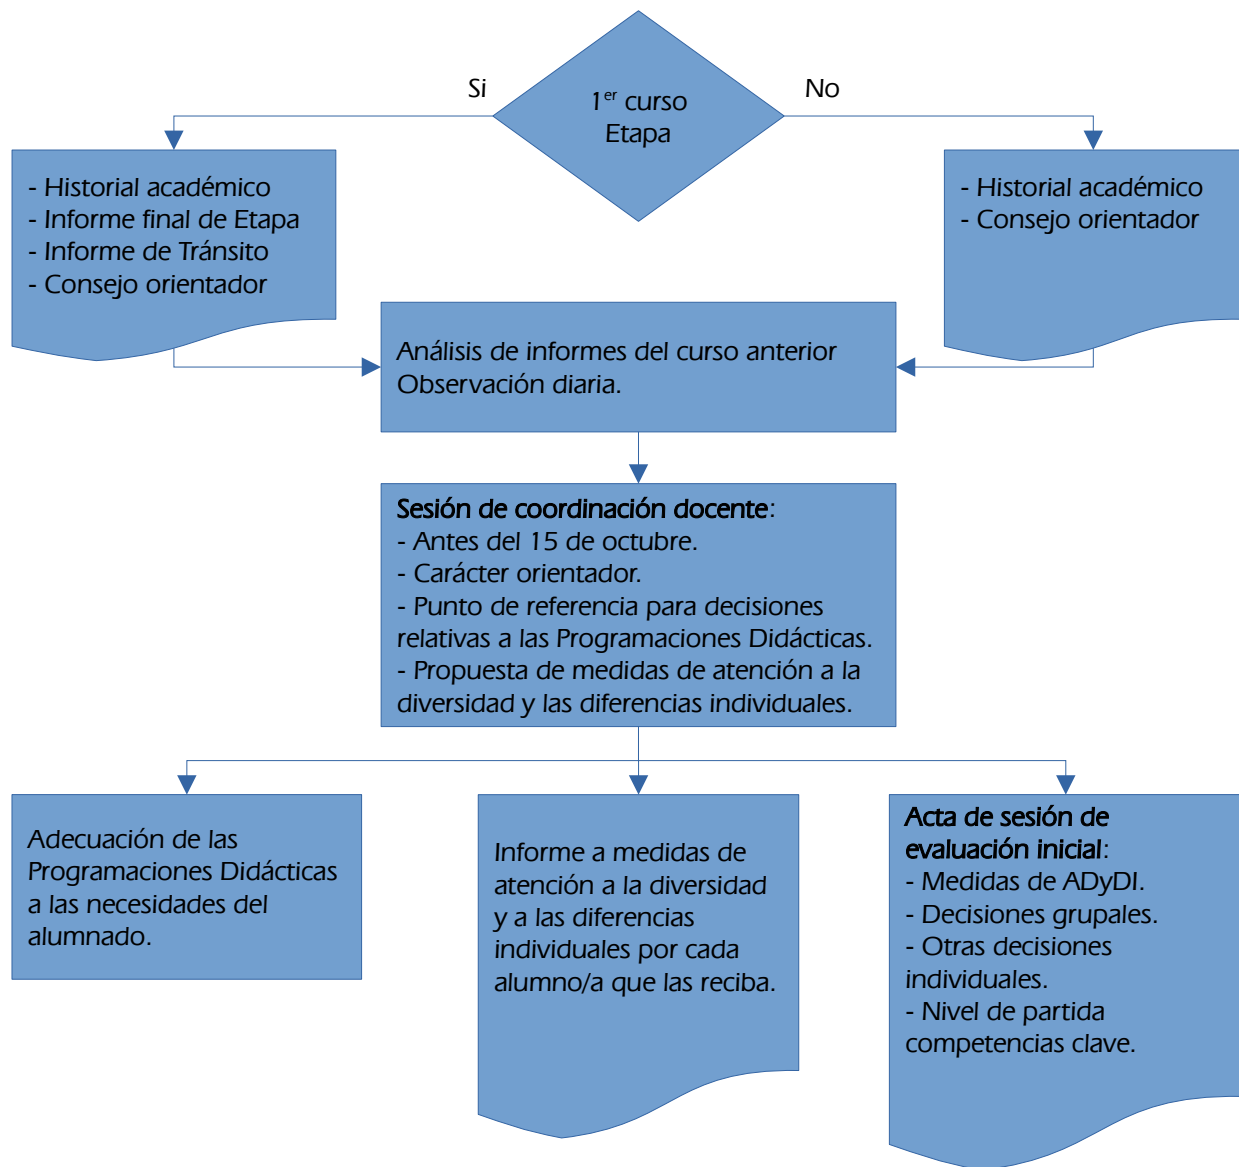 Si
1er curso
Etapa
No
- Historial académico
- Informe final de Etapa
- Informe de Tránsito
- Consejo orientador
- Historial académico
- Consejo orientador
Análisis de informes del curso anterior
Observación diaria.
Sesión de coordinación docente:
- Antes del 15 de octubre.
- Carácter orientador.
- Punto de referencia para decisiones
relativas a las Programaciones Didácticas.
- Propuesta de medidas de atención a la
diversidad y las diferencias individuales.
Adecuación de las
Programaciones Didácticas
a las necesidades del
alumnado.
Informe a medidas de
atención a la diversidad
y a las diferencias
individuales por cada
alumno/a que las reciba.
Acta de sesión de
evaluación inicial:
- Medidas de ADyDI.
- Decisiones grupales.
- Otras decisiones
individuales.
- Nivel de partida
competencias clave.